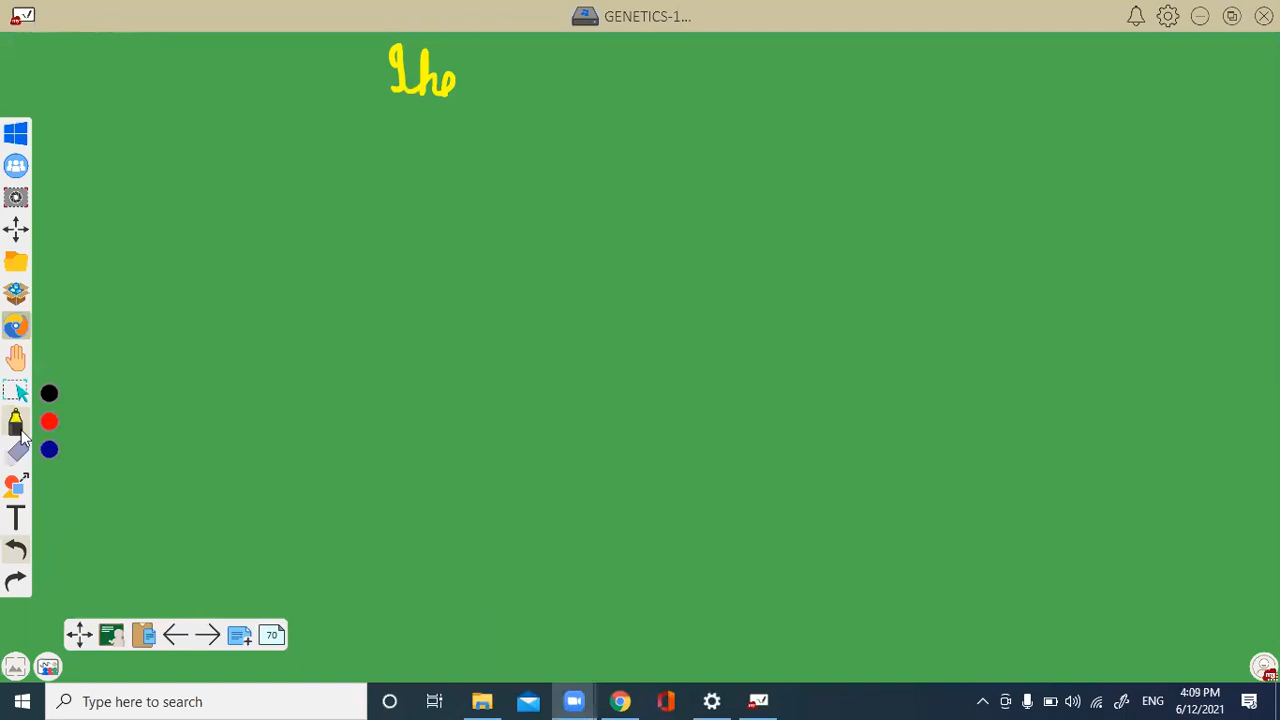 GENETICS-1...
The
70
Type here to search
ENG
4:09 PM
6/12/2021